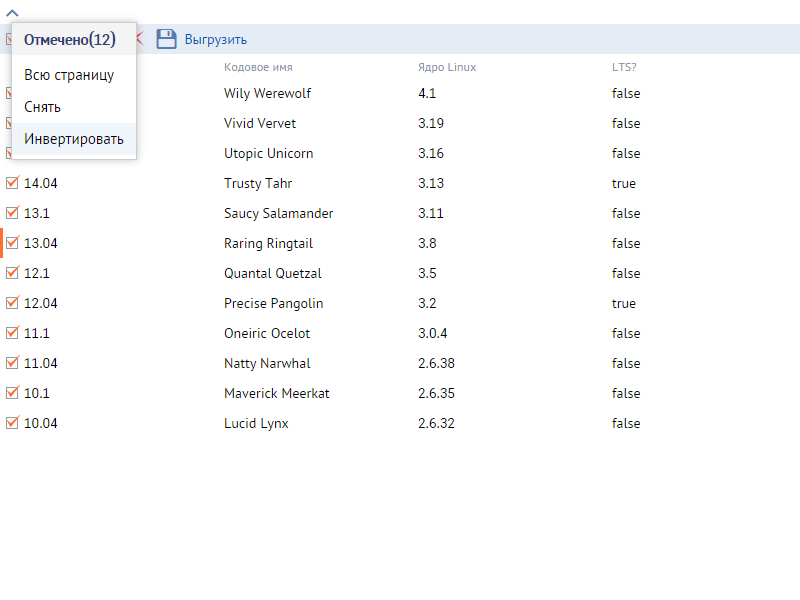 Отмечено(12) Выгрузить
Всю страницу
Снять
Инвертировать
Кодовое имя Ядро Linux LTS?
Wily Werewolf 4.1 false
Vivid Vervet 3.19 false
Utopic Unicorn 3.16 false
14.04 Trusty Tahr 3.13 true
13.1 Saucy Salamander 3.11 false
13.04 Raring Ringtail 3.8 false
12.1 Quantal Quetzal 3.5 false
12.04 Precise Pangolin 3.2 true
11.1 Oneiric Ocelot 3.0.4 false
11.04 Natty Narwhal 2.6.38 false
10.1 Maverick Meerkat 2.6.35 false
10.04 Lucid Lynx 2.6.32 false